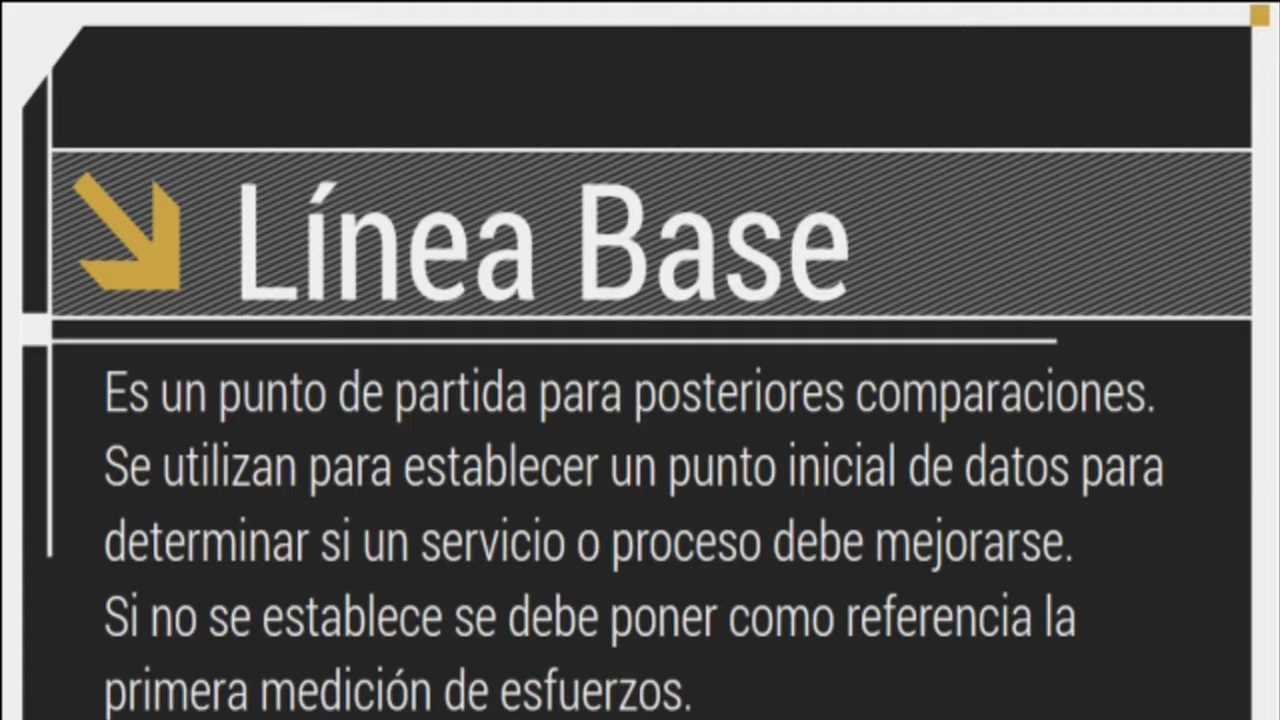 Línea Base
Es un punto de partida para posteriores comparaciones.
Se utilizan para establecer un punto inicial de datos para
determinar si un servicio o proceso debe mejorarse.
Si no se establece se debe poner como referencia la
primera medición de esfuerzos.